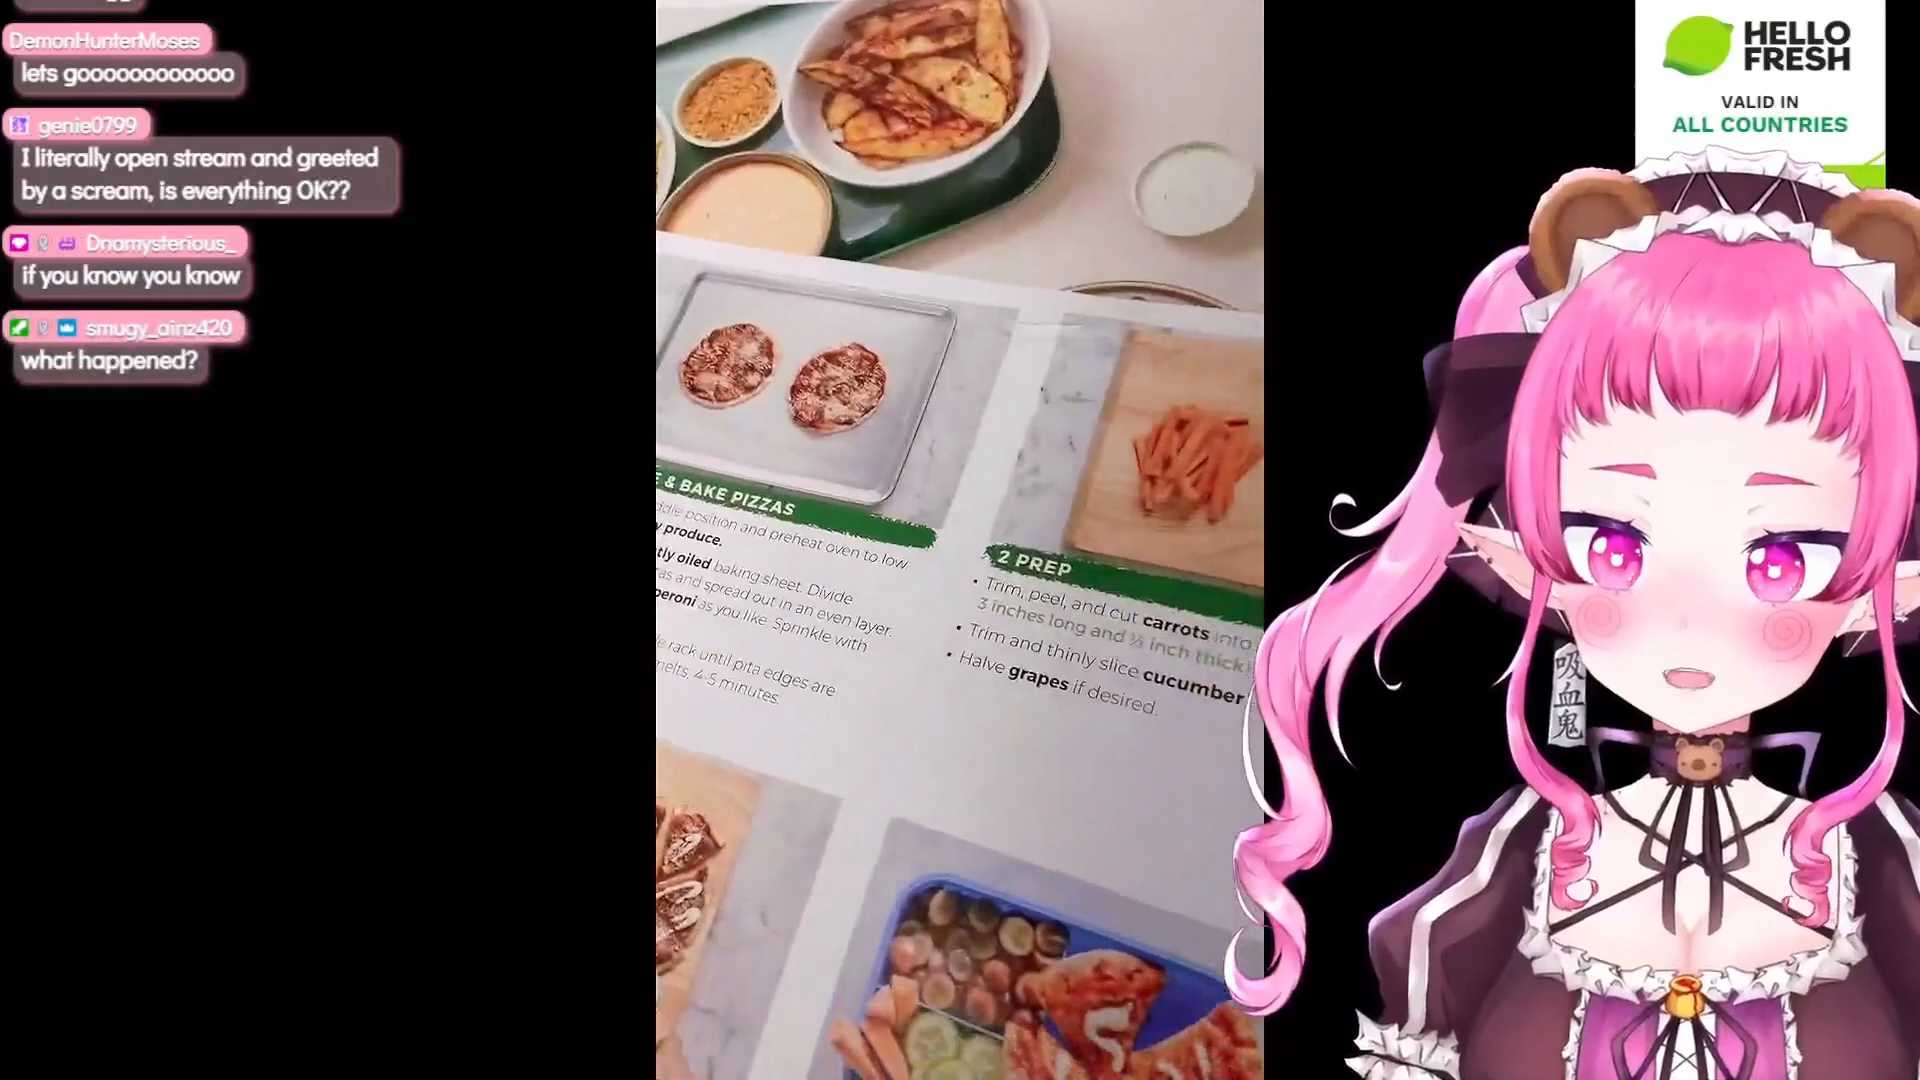 DemonHunterMoses
lets goooooooooooo
genie0799
I literally open stream and greeted
by a scream, is everything OK??
Dnamysterious_
if you know you know
smugy_ainz420
what happened?
HELLO
FRESH
VALID IN
ALL COUNTRIES
& BAKE PIZZAS
position and preheat oven to low.
produce.
oiled baking sheet. Divide
and spread out in an even layer.
as you like. Sprinkle with
rack until pita edges are
melts, 4-5 minutes.
2 PREP
• Trim, peel, and cut carrots into
3 inches long and ½ inch thick)
• Trim and thinly slice cucumber
• Halve grapes if desired.
吸血鬼